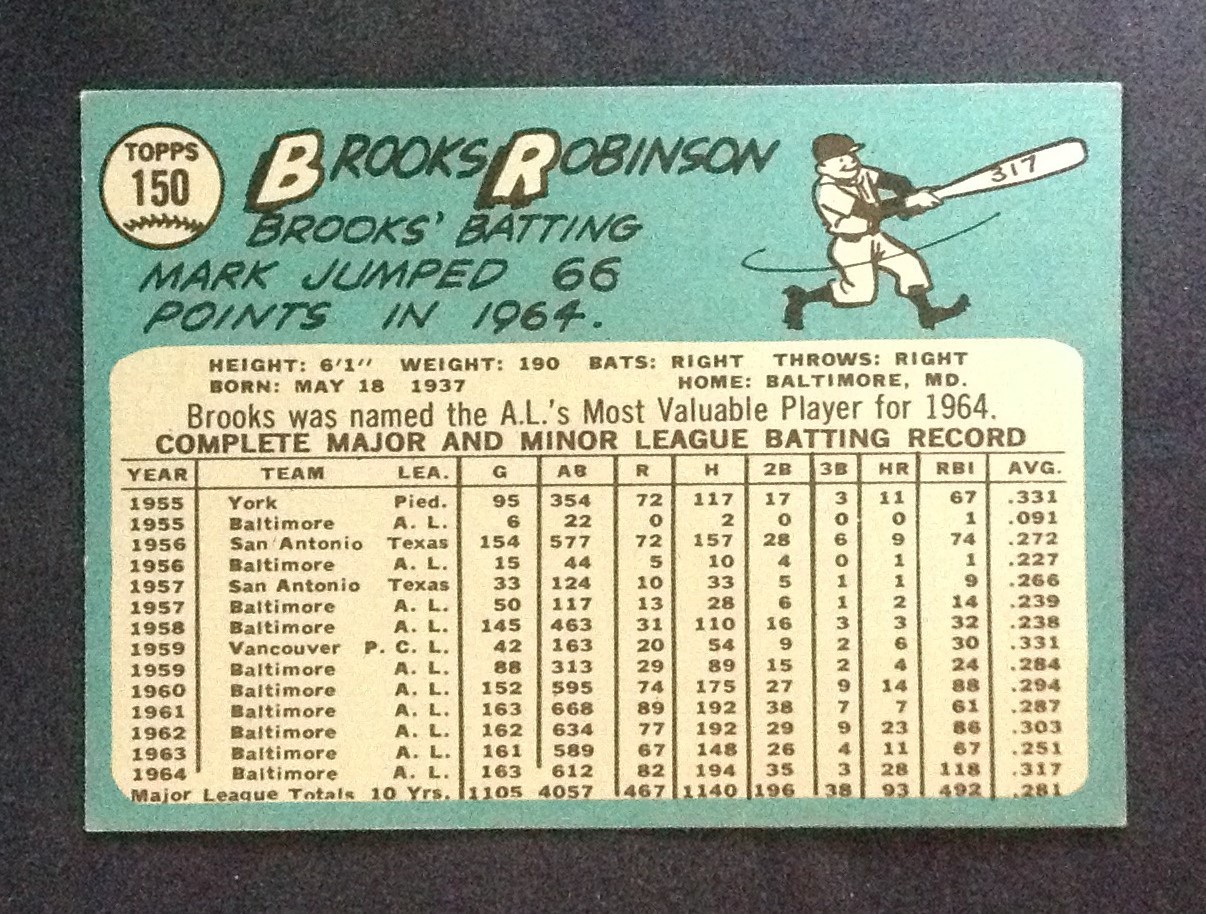 TOPPS
150
BROOKS ROBINSON
BROOKS' BATTING
MARK JUMPED 66
POINTS IN 1964.
317
HEIGHT: 6'1" WEIGHT: 190 BATS: RIGHT THROWS: RIGHT
BORN: MAY 18 1937 HOME: BALTIMORE, MD.
Brooks was named the A.L.'s Most Valuable Player for 1964.
COMPLETE MAJOR AND MINOR LEAGUE BATTING RECORD
YEAR TEAM LEA. G AB R H 2B 3B HR RBI AVG.
1955 York Pied. 95 354 72 117 17 3 11 67 .331
1955 Baltimore A. L. 6 22 0 2 0 0 0 1 .091
1956 San Antonio Texas 154 577 72 157 28 6 9 74 .272
1956 Baltimore A. L. 15 44 5 10 4 0 1 1 .227
1957 San Antonio Texas 33 124 10 33 5 1 1 9 .266
1957 Baltimore A. L. 50 117 13 28 6 1 2 14 .239
1958 Baltimore A. L. 145 463 31 110 16 3 3 32 .238
1959 Vancouver P. C. L. 42 163 20 54 9 2 6 30 .331
1959 Baltimore A. L. 88 313 29 89 15 2 4 24 .284
1960 Baltimore A. L. 152 595 74 175 27 9 14 88 .294
1961 Baltimore A. L. 163 668 89 192 38 7 7 61 .287
1962 Baltimore A. L. 162 634 77 192 29 9 23 86 .303
1963 Baltimore A. L. 161 589 67 148 26 4 11 67 .251
1964 Baltimore A. L. 163 612 82 194 35 3 28 118 .317
Major League Totals 10 Yrs. 1105 4057 467 1140 196 38 93 492 .281